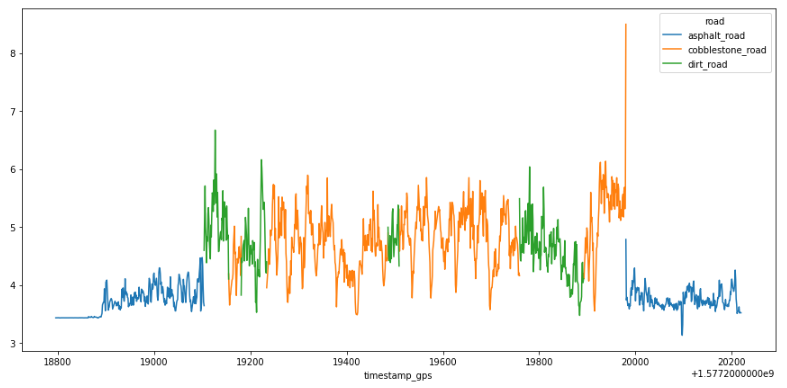 road
asphalt_road
cobblestone_road
dirt_road
8
7
6
5
4
3
18800 19000 19200 19400 19600 19800 20000 20200
+1.5772000000e9
timestamp_gps